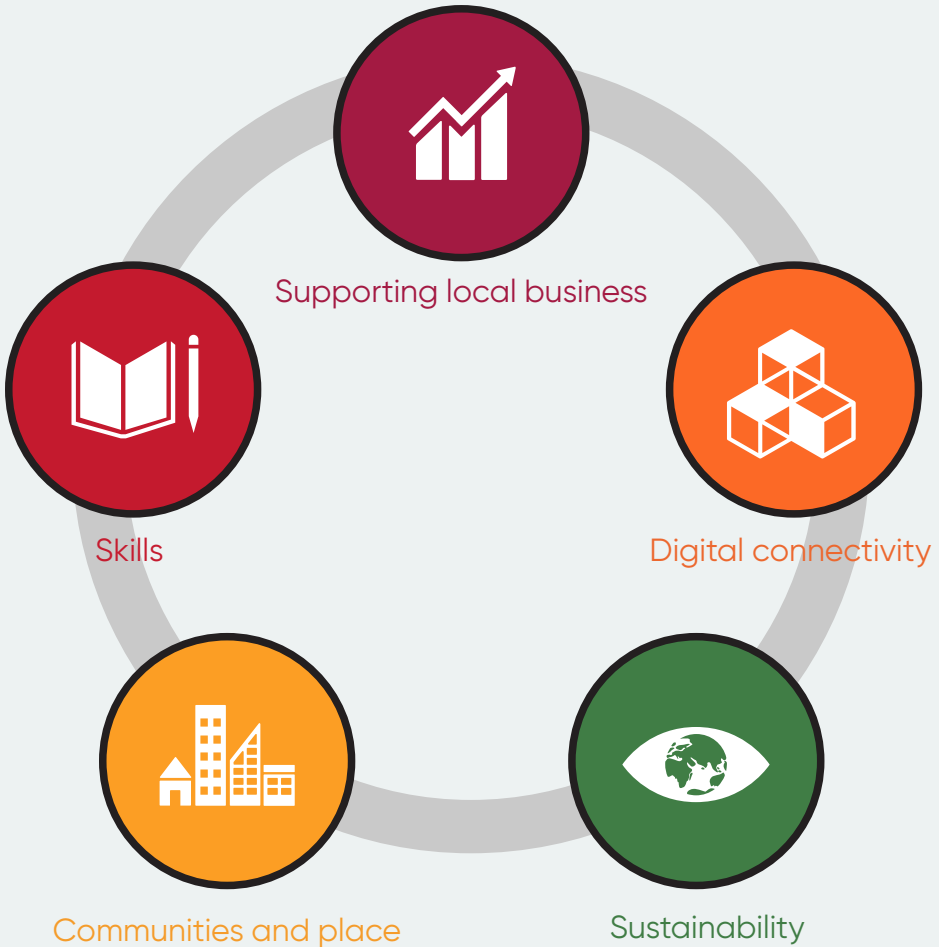 Supporting local business
Skills
Digital connectivity
Communities and place
Sustainability